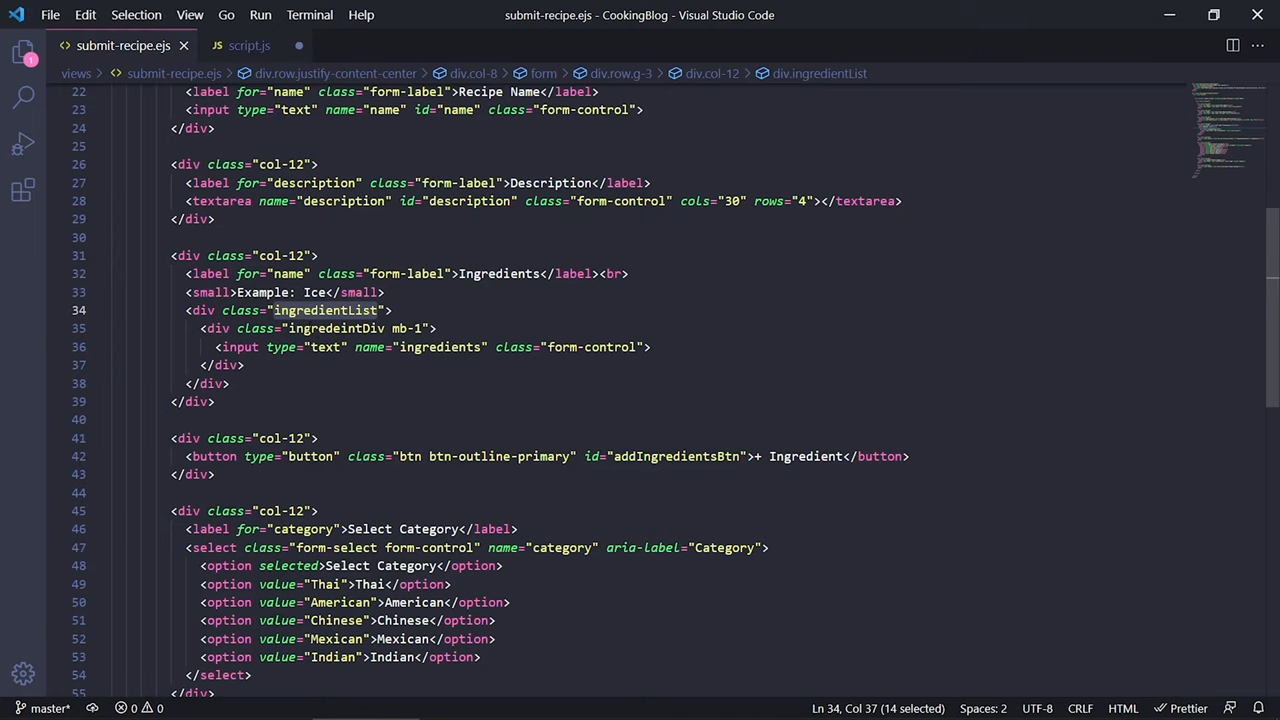 File Edit Selection View Go Run Terminal Help submit-recipe.ejs - CookingBlog - Visual Studio Code
submit-recipe.ejs JS script.js
1
views > submit-recipe.ejs > div.row.justify-content-center > div.col-8 > form > div.row.g-3 > div.col-12 > div.ingredientList
22 <label for="name" class="form-label">Recipe Name</label>
23 <input type="text" name="name" id="name" class="form-control">
24 </div>
25
26 <div class="col-12">
27 <label for="description" class="form-label">Description</label>
28 <textarea name="description" id="description" class="form-control" cols="30" rows="4"></textarea>
29 </div>
30
31 <div class="col-12">
32 <label for="name" class="form-label">Ingredients</label><br>
33 <small>Example: Ice</small>
34 <div class="ingredientList">
35 <div class="ingredeintDiv mb-1">
36 <input type="text" name="ingredients" class="form-control">
37 </div>
38 </div>
39 </div>
40
41 <div class="col-12">
42 <button type="button" class="btn btn-outline-primary" id="addIngredientsBtn">+ Ingredient</button>
43 </div>
44
45 <div class="col-12">
46 <label for="category">Select Category</label>
47 <select class="form-select form-control" name="category" aria-label="Category">
48 <option selected>Select Category</option>
49 <option value="Thai">Thai</option>
50 <option value="American">American</option>
51 <option value="Chinese">Chinese</option>
52 <option value="Mexican">Mexican</option>
53 <option value="Indian">Indian</option>
54 </select>
55 </div>
master* 0 0 Ln 34, Col 37 (14 selected) Spaces: 2 UTF-8 CRLF HTML Prettier